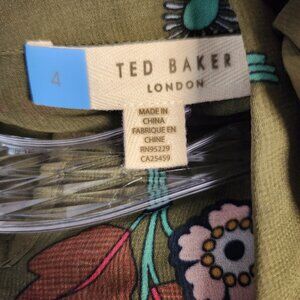 4
TED BAKER
LONDON
MADE IN
CHINA
FABRIQUE EN
CHINE
RN95229
CA25459